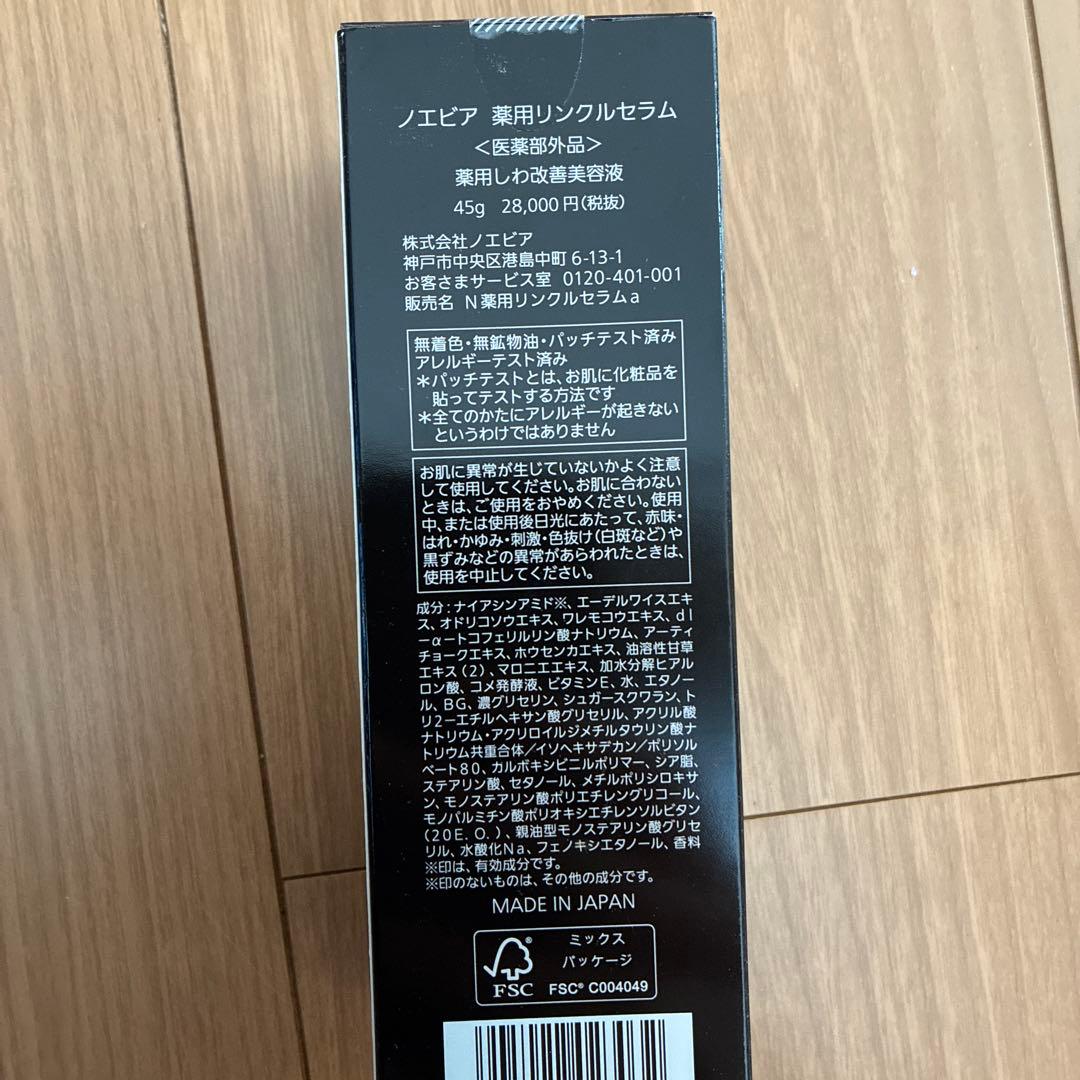 ノエビア 薬用リンクルセラム
＜医薬部外品＞
薬用しわ改善美容液
45g 28,000円（税抜）
株式会社ノエビア
神戸市中央区港島中町6-13-1
お客さまサービス室 0120-401-001
販売名 N薬用リンクルセラムa
無着色・無鉱物油・パッチテスト済み
アレルギーテスト済み
＊パッチテストとは、お肌に化粧品を
貼ってテストする方法です
＊全てのかたにアレルギーが起きない
というわけではありません
お肌に異常が生じていないかよく注意
して使用してください。お肌に合わない
ときは、ご使用をおやめください。使用
中、または使用後日光にあたって、赤味・
はれ・かゆみ・刺激・色抜け（白斑など）や
黒ずみなどの異常があらわれたときは、
使用を中止してください。
成分：ナイアシンアミド※、エーデルワイスエキ
ス、オドリコソウエキス、ワレモコウエキス、dl
－α－トコフェリルリン酸ナトリウム、アーティ
チョークエキス、ホウセンカエキス、油溶性甘草
エキス（2）、マロニエエキス、加水分解ヒアル
ロン酸、コメ発酵液、ビタミンE、水、エタノー
ル、BG、濃グリセリン、シュガースクワラン、ト
リ2－エチルヘキサン酸グリセリル、アクリル酸
ナトリウム・アクリロイルジメチルタウリン酸ナ
トリウム共重合体／イソヘキサデカン／ポリソル
ベート80、カルボキシビニルポリマー、シア脂、
ステアリン酸、セタノール、メチルポリシロキサ
ン、モノステアリン酸ポリエチレングリコール、
モノパルミチン酸ポリオキシエチレンソルビタン
（20E.O.）、親油型モノステアリン酸グリセ
リル、水酸化Na、フェノキシエタノール、香料
※印は、有効成分です。
※印のないものは、その他の成分です。
MADE IN JAPAN
ミックス
パッケージ
FSC FSC® C004049